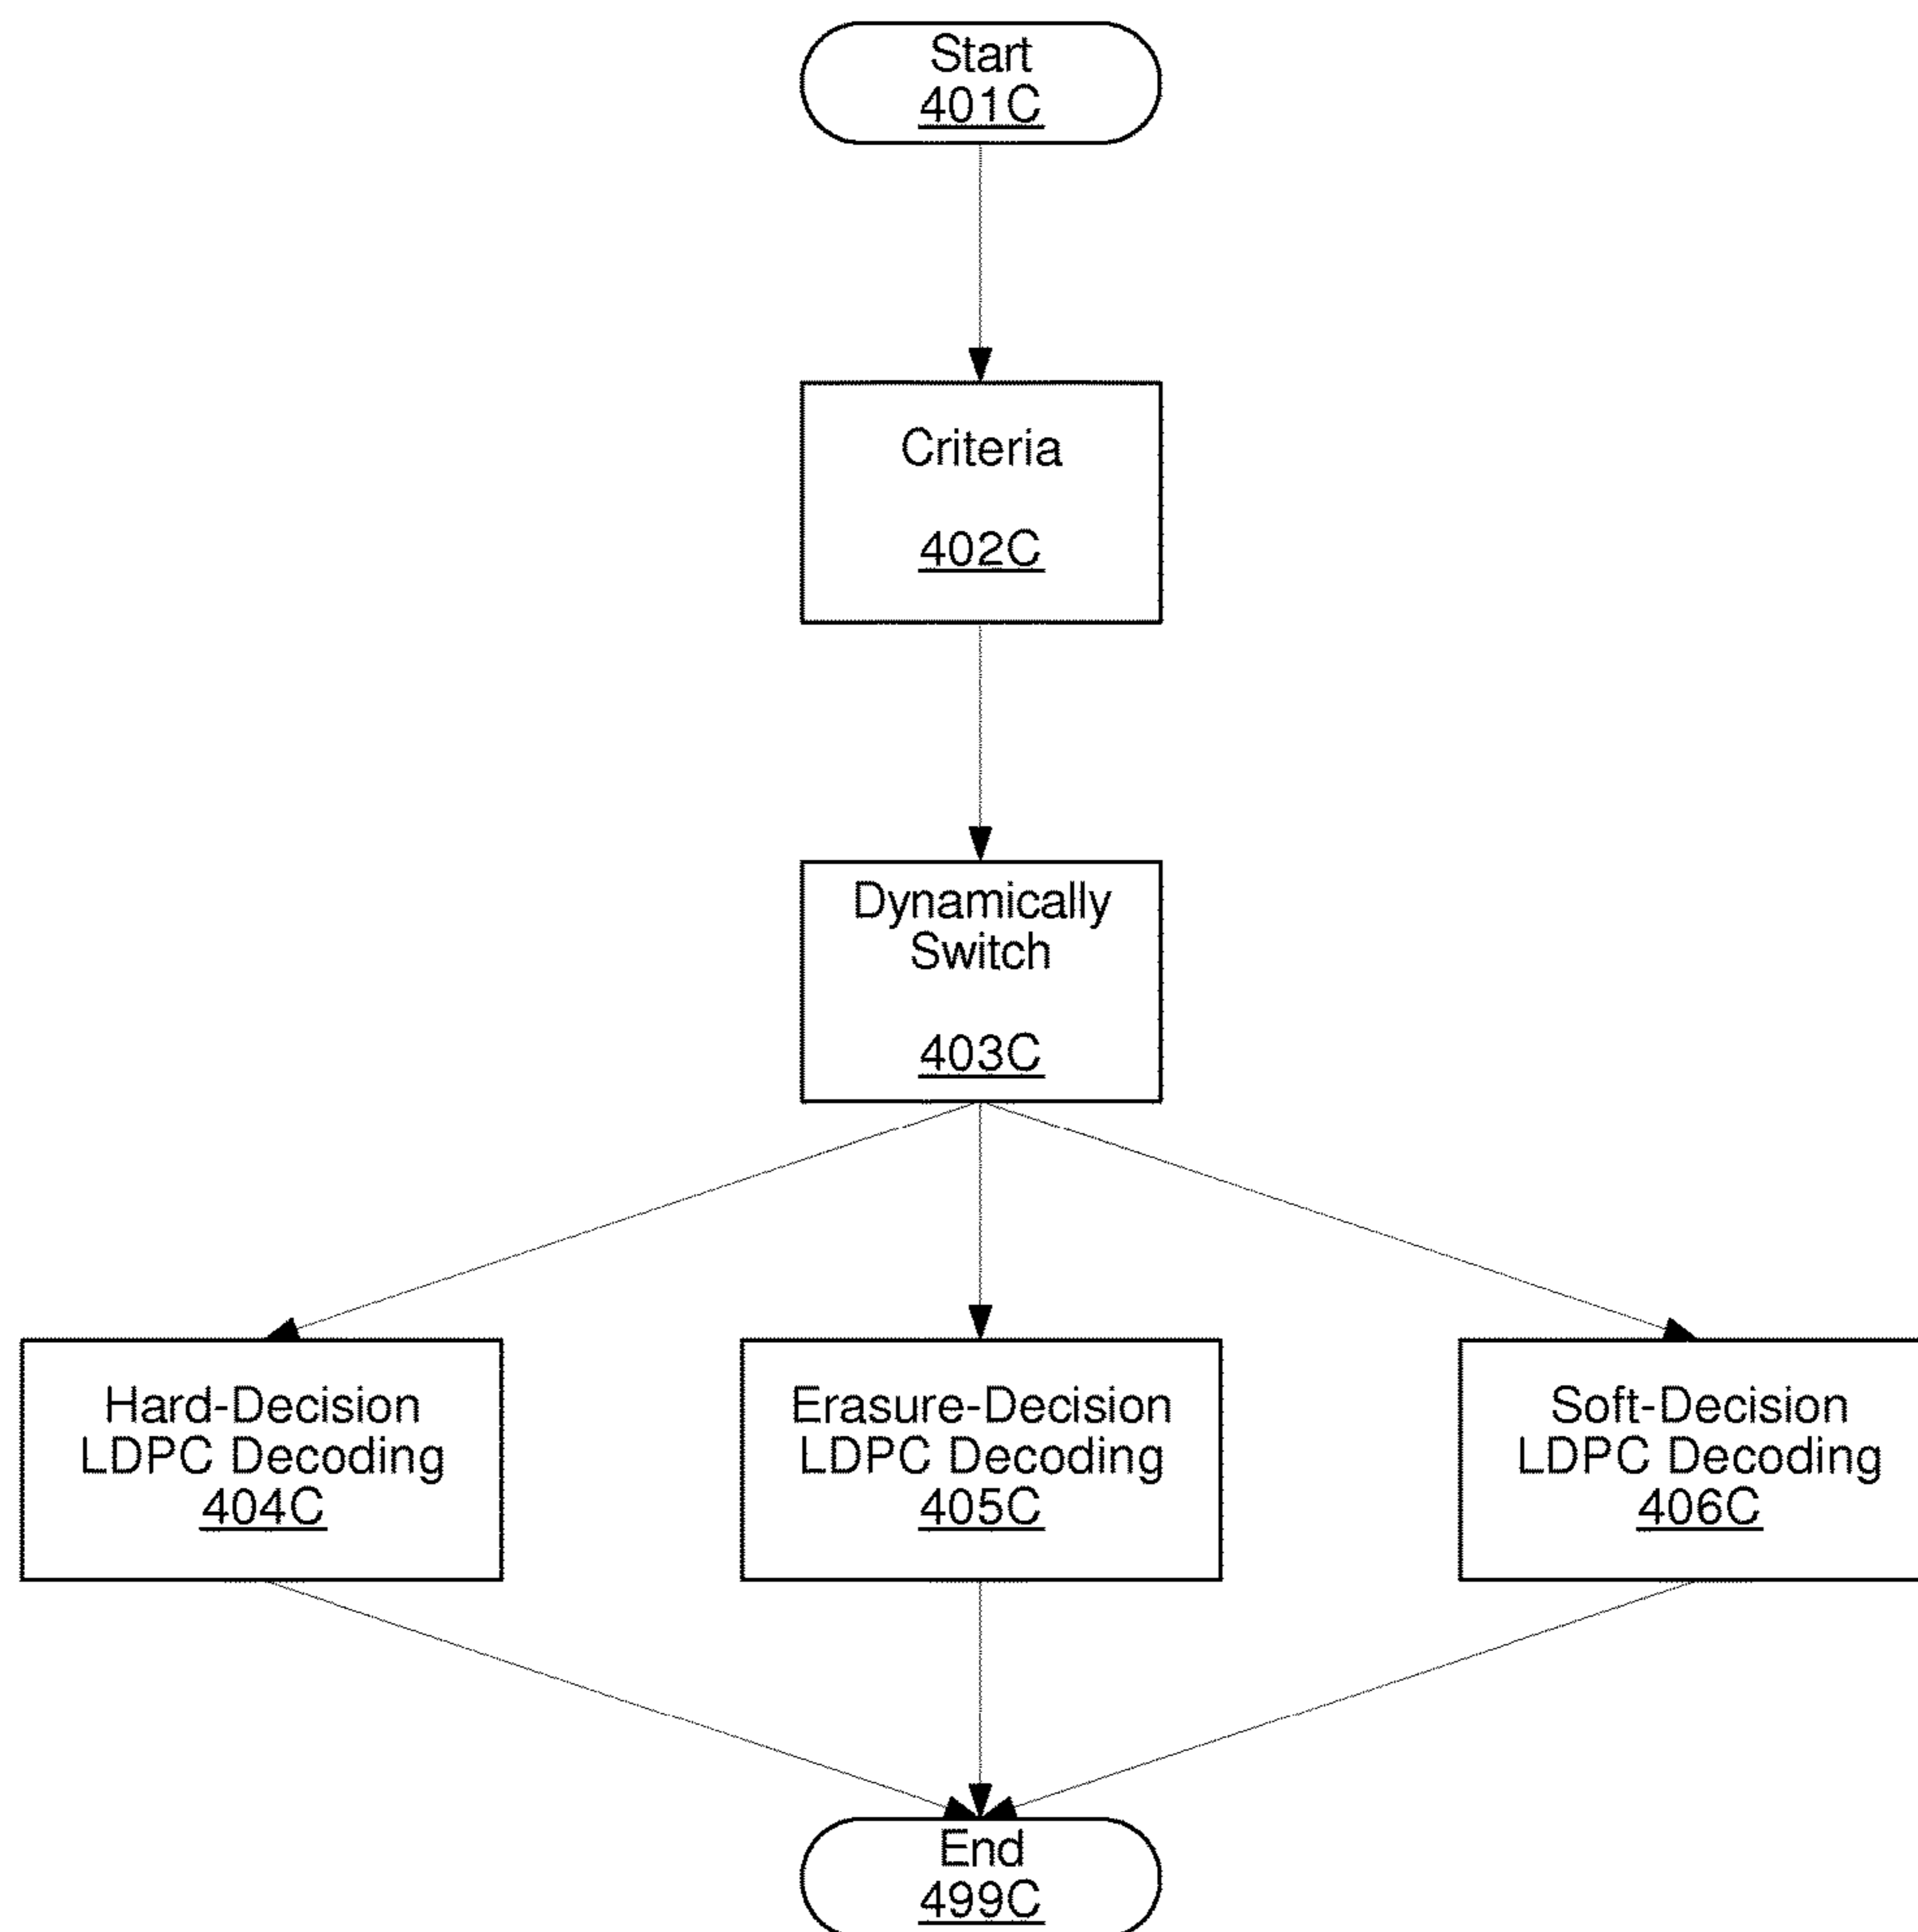 Start
401C
Criteria
402C
Dynamically
Switch
403C
Hard-Decision
LDPC Decoding
404C
Erasure-Decision
LDPC Decoding
405C
Soft-Decision
LDPC Decoding
406C
End
499C